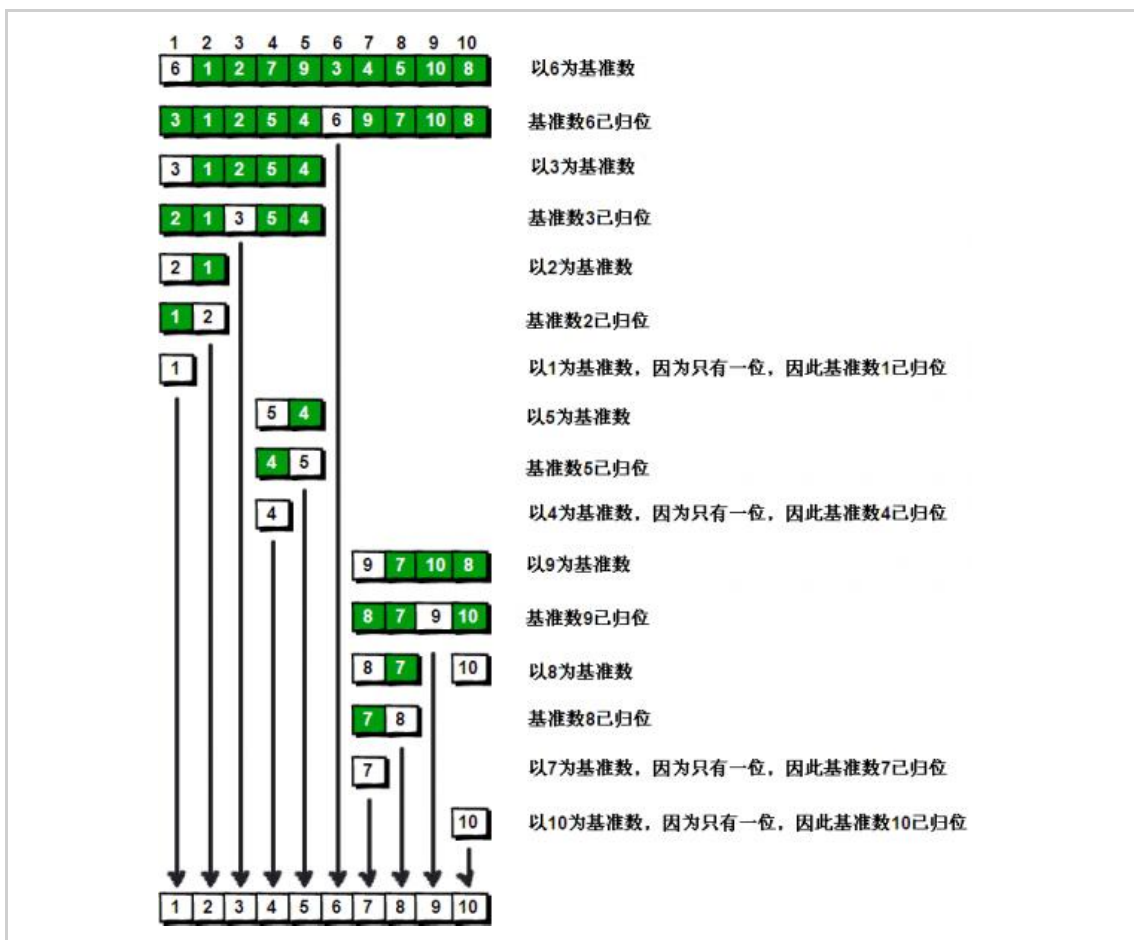 1 2 3 4 5 6 7 8 9 10
6 1 2 7 9 3 4 5 10 8 以6为基准数
3 1 2 5 4 6 9 7 10 8 基准数6已归位
3 1 2 5 4 以3为基准数
2 1 3 5 4 基准数3已归位
2 1 以2为基准数
1 2 基准数2已归位
1 以1为基准数，因为只有一位，因此基准数1已归位
5 4 以5为基准数
4 5 基准数5已归位
4 以4为基准数，因为只有一位，因此基准数4已归位
9 7 10 8 以9为基准数
8 7 9 10 基准数9已归位
8 7 10 以8为基准数
7 8 基准数8已归位
7 以7为基准数，因为只有一位，因此基准数7已归位
10 以10为基准数，因为只有一位，因此基准数10已归位
1 2 3 4 5 6 7 8 9 10